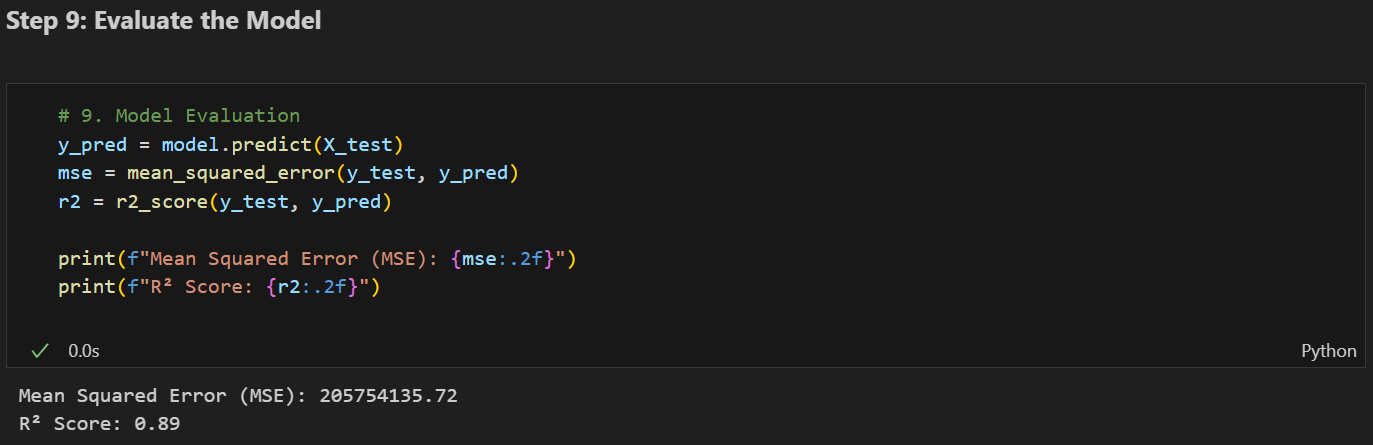 Step 9: Evaluate the Model
# 9. Model Evaluation
y_pred = model.predict(X_test)
mse = mean_squared_error(y_test, y_pred)
r2 = r2_score(y_test, y_pred)
print(f"Mean Squared Error (MSE): {mse:.2f}")
print(f"R² Score: {r2:.2f}")
0.0s
Python
Mean Squared Error (MSE): 205754135.72
R² Score: 0.89